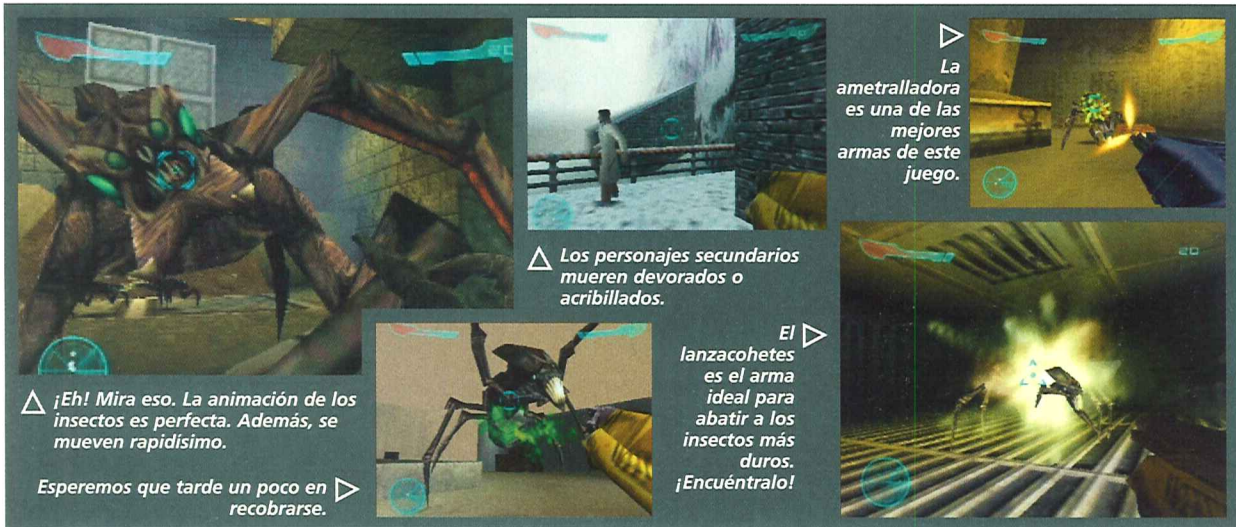 20
¡Eh! Mira eso. La animación de los
insectos es perfecta. Además, se
mueven rapidísimo.
Esperemos que tarde un poco en
recobrarse.
Los personajes secundarios
mueren devorados o
acribillados.
La
ametralladora
es una de las
mejores
armas de este
juego.
El
lanzacohetes
es el arma
ideal para
abatir a los
insectos más
duros.
¡Encuéntralo!
20